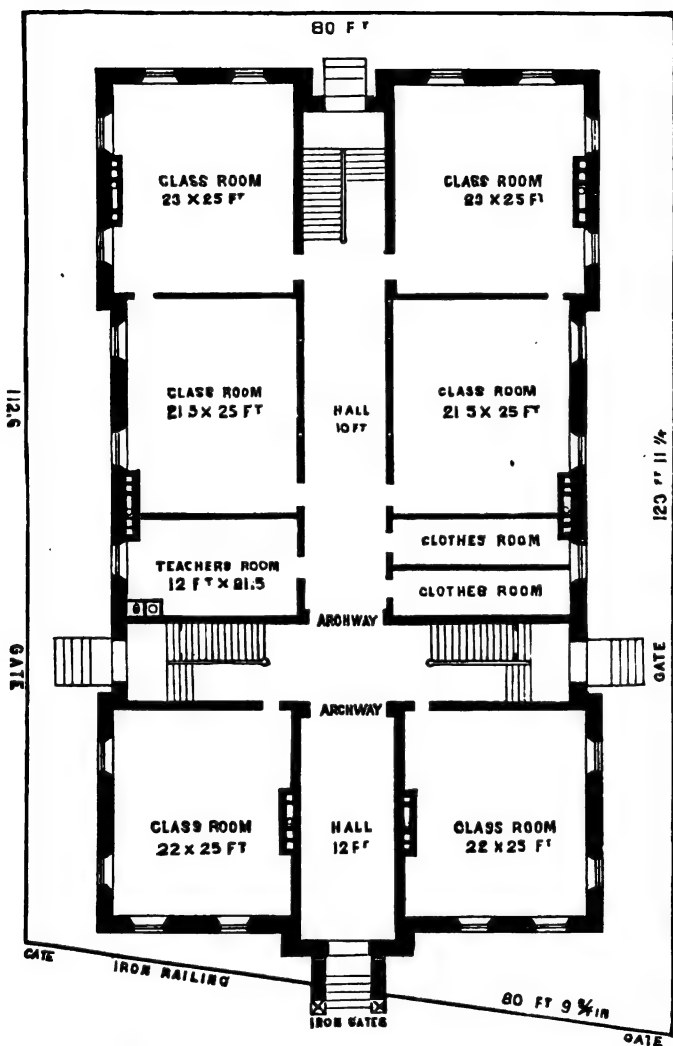 80 FT
CLASS ROOM
23 X 25 FT
CLASS ROOM
23 X 25 FT
112.6
CLASS ROOM
21.5 X 25 FT
HALL
10 FT
CLASS ROOM
21 5 X 25 FT
123 FT 11 1/4
TEACHERS ROOM
12 FT X 21.5
CLOTHES ROOM
CLOTHES ROOM
ARCHWAY
GATE
GATE
ARCHWAY
CLASS ROOM
22 X 25 FT
HALL
12 FT
CLASS ROOM
22 X 25 FT
GATE
IRON RAILING
80 FT 9 IN
IRON GATES
GATE